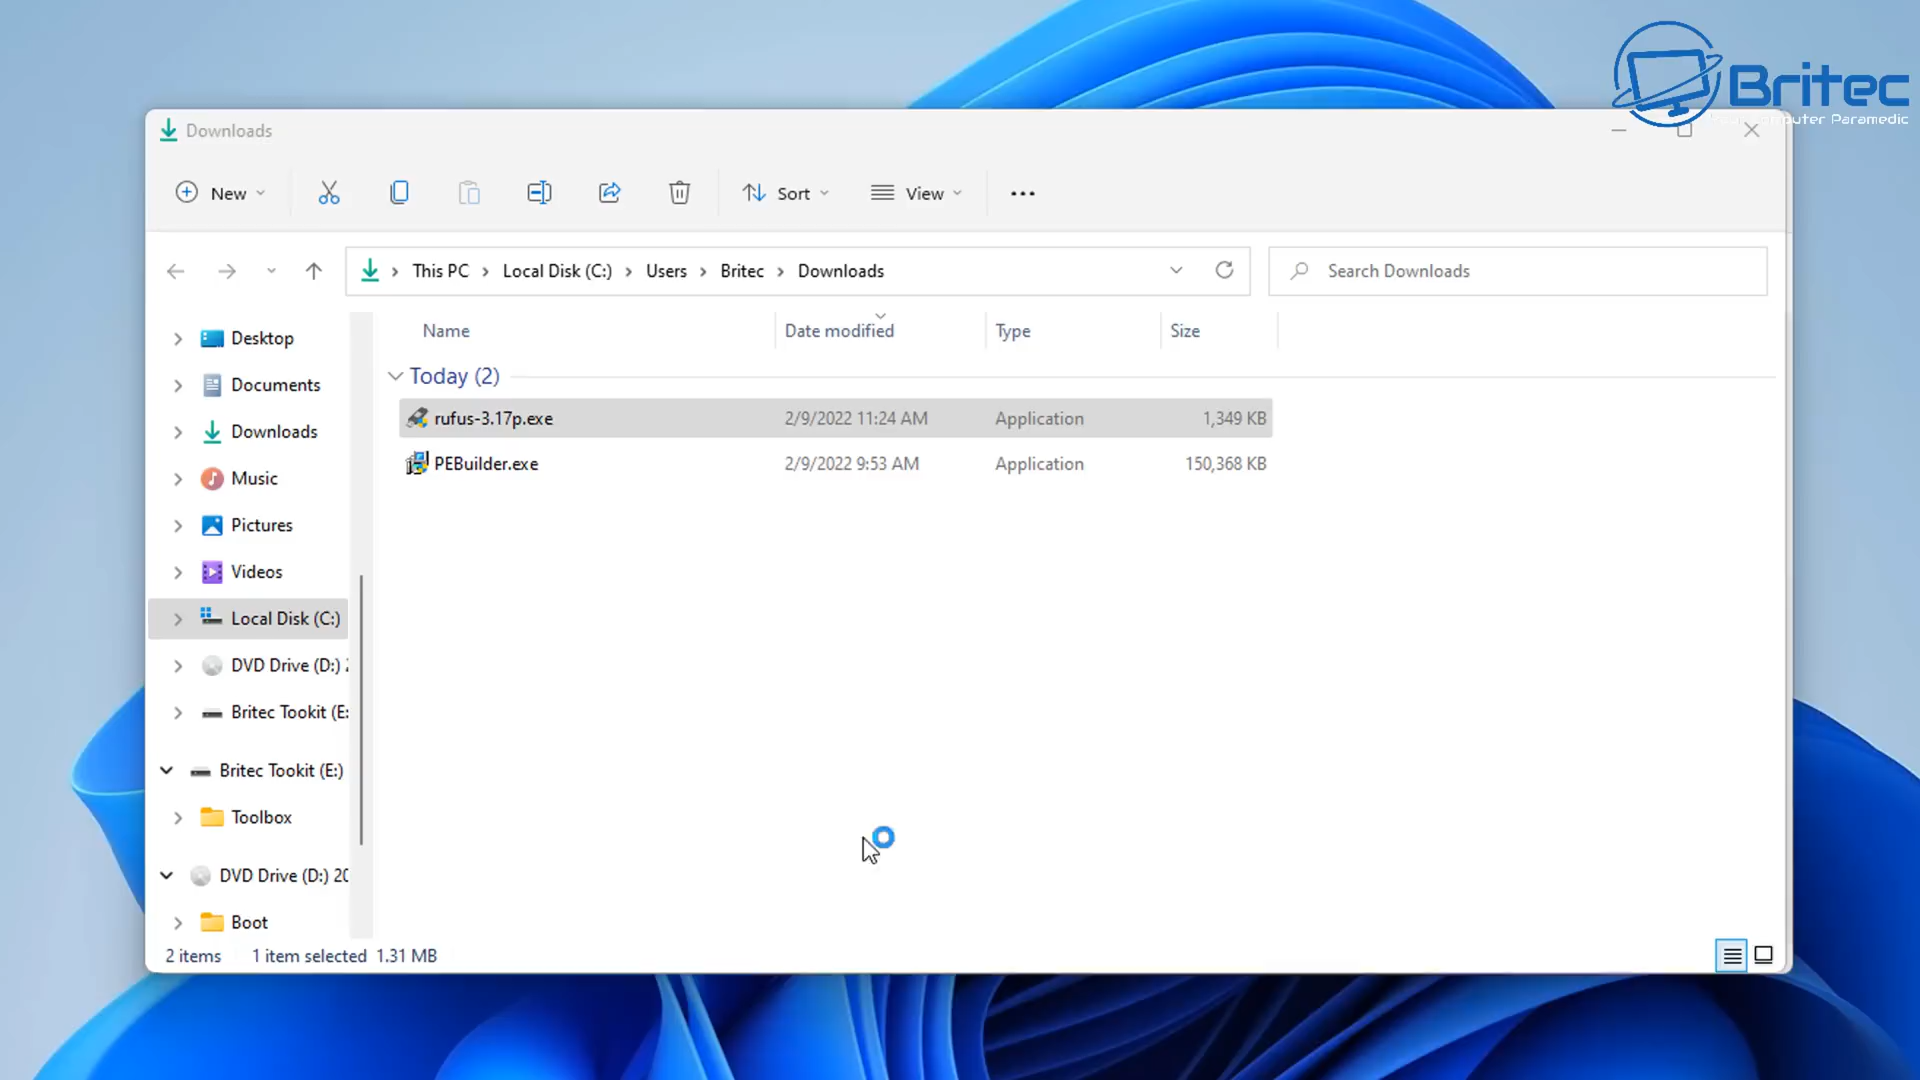 Britec
Computer Paramedic
Downloads
New
Sort
View
This PC
Local Disk (C:)
Users
Britec
Downloads
Search Downloads
Name
Date modified
Type
Size
Today (2)
rufus-3.17p.exe
2/9/2022 11:24 AM
Application
1,349 KB
PEBuilder.exe
2/9/2022 9:53 AM
Application
150,368 KB
Desktop
Documents
Downloads
Music
Pictures
Videos
Local Disk (C:)
DVD Drive (D:)
Britec Tookit (E:
Britec Tookit (E:)
Toolbox
DVD Drive (D:) 20
Boot
2 items
1 item selected 1.31 MB